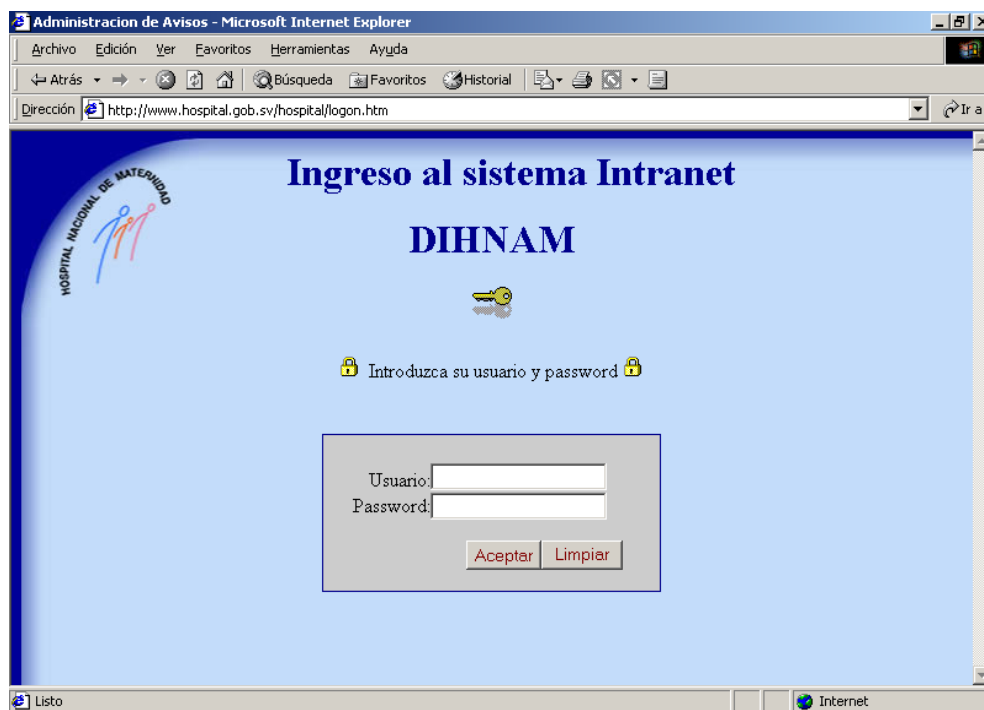 Administracion de Avisos - Microsoft Internet Explorer
Archivo Edición Ver Favoritos Herramientas Ayuda
Atrás Búsqueda Favoritos Historial
Dirección http://www.hospital.gob.sv/hospital/logon.htm Ir a
HOSPITAL NACIONAL DE MATERNIDAD
Ingreso al sistema Intranet
DIHNAM
Introduzca su usuario y password
Usuario:
Password:
Aceptar Limpiar
Listo Internet